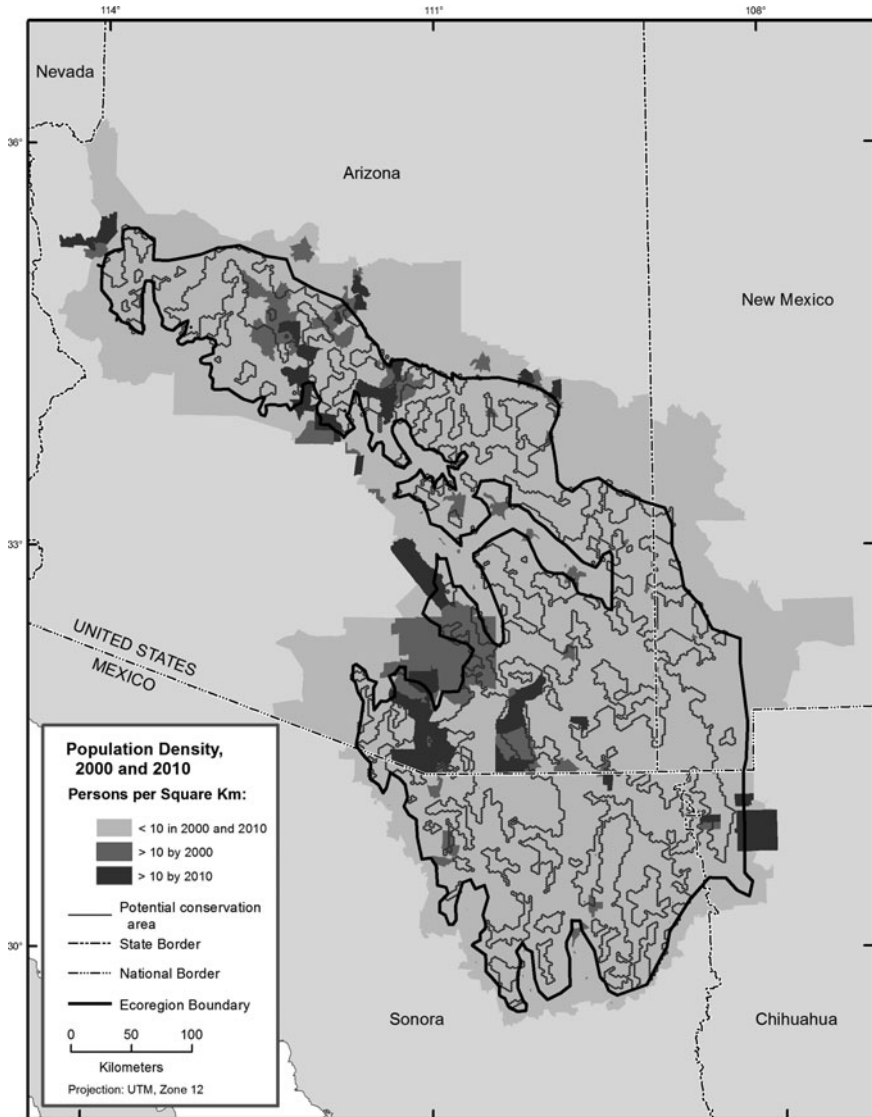 114°
111°
108°
Nevada
36°
Arizona
New Mexico
33°
UNITED STATES
MEXICO
Population Density,
2000 and 2010
Persons per Square Km:
< 10 in 2000 and 2010
> 10 by 2000
> 10 by 2010
Potential conservation
area
State Border
National Border
Ecoregion Boundary
0 50 100
Kilometers
Projection: UTM, Zone 12
30°
Sonora
Chihuahua